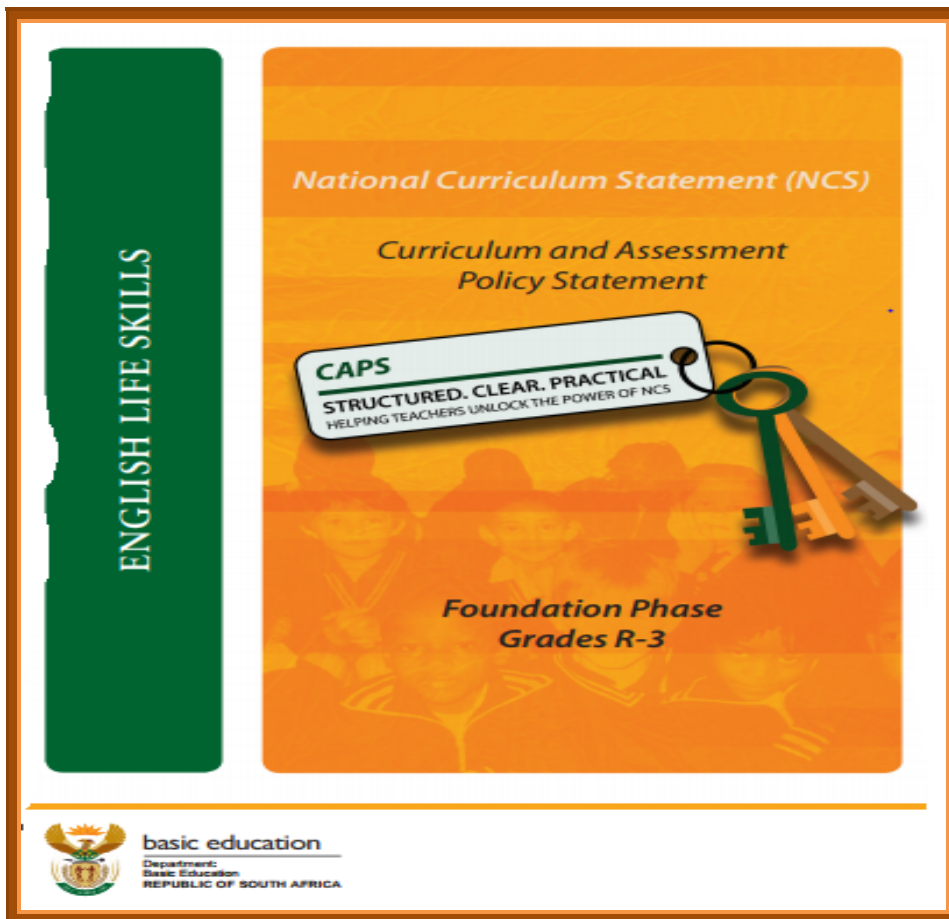 ENGLISH LIFE SKILLS
National Curriculum Statement (NCS)
Curriculum and Assessment
Policy Statement
CAPS
STRUCTURED. CLEAR. PRACTICAL
HELPING TEACHERS UNLOCK THE POWER OF NCS
Foundation Phase
Grades R-3
basic education
Department:
Basic Education
REPUBLIC OF SOUTH AFRICA